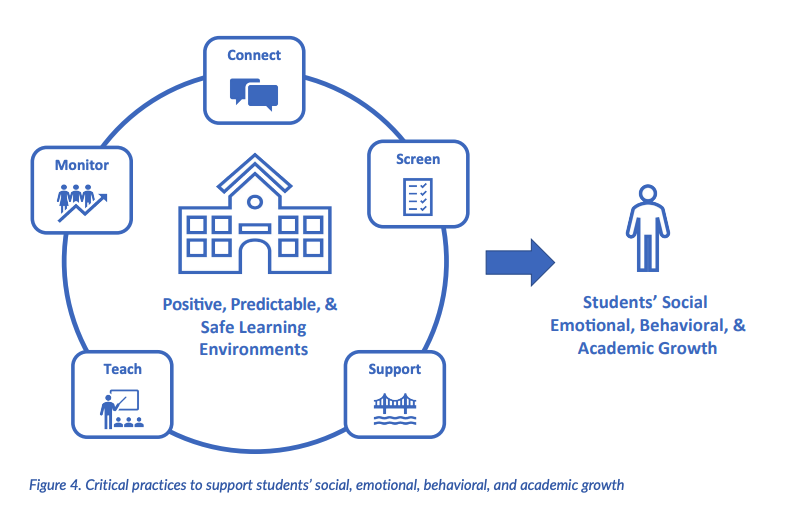 Connect
Monitor
Screen
Positive, Predictable, &
Safe Learning
Environments
Students' Social
Emotional, Behavioral, &
Academic Growth
Teach
Support
Figure 4. Critical practices to support students' social, emotional, behavioral, and academic growth